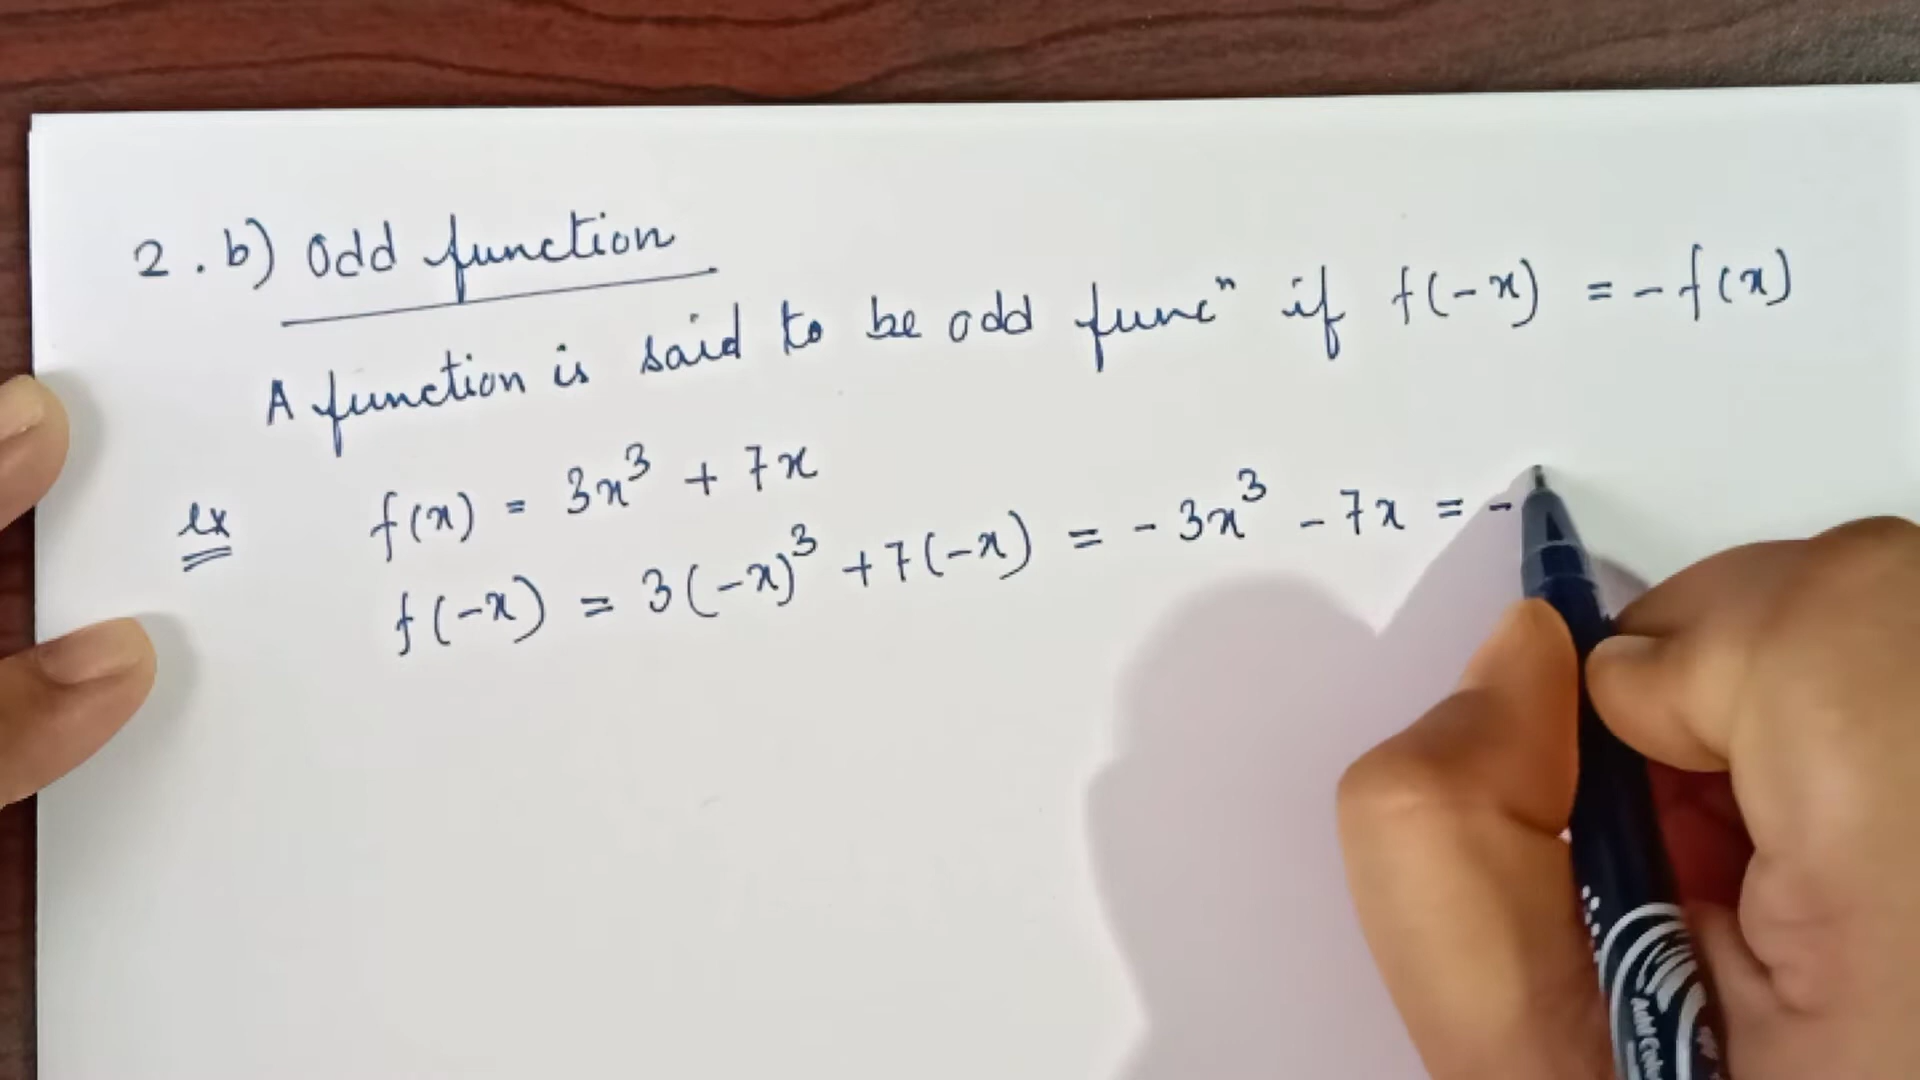 2. b) Odd function
A function is said to be odd funcⁿ if f(-x) = -f(x)
ex f(x) = 3x³ + 7x
f(-x) = 3(-x)³ + 7(-x) = - 3x³ - 7x = -
Add